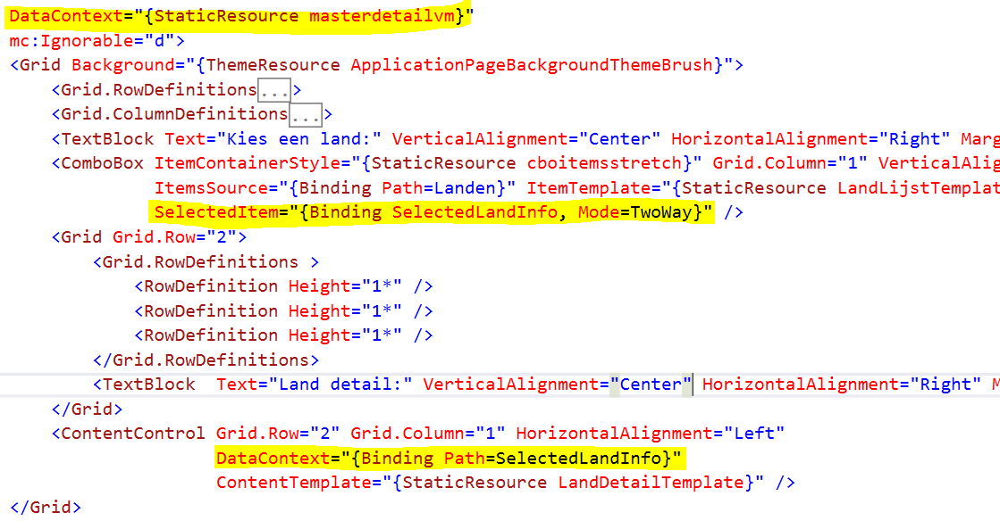 DataContext="{StaticResource masterdetailvm}"
mc:Ignorable="d">
<Grid Background="{ThemeResource ApplicationPageBackgroundThemeBrush}">
<Grid.RowDefinitions...>
<Grid.ColumnDefinitions...>
<TextBlock Text="Kies een land:" VerticalAlignment="Center" HorizontalAlignment="Right" Marg
<ComboBox ItemContainerStyle="{StaticResource cboitemsstretch}" Grid.Column="1" VerticalAlig
ItemsSource="{Binding Path=Landen}" ItemTemplate="{StaticResource LandLijstTemplat
SelectedItem="{Binding SelectedLandInfo, Mode=TwoWay}" />
<Grid Grid.Row="2">
<Grid.RowDefinitions >
<RowDefinition Height="1*" />
<RowDefinition Height="1*" />
<RowDefinition Height="1*" />
</Grid.RowDefinitions>
<TextBlock  Text="Land detail:" VerticalAlignment="Center" HorizontalAlignment="Right" M
</Grid>
<ContentControl Grid.Row="2" Grid.Column="1" HorizontalAlignment="Left"
DataContext="{Binding Path=SelectedLandInfo}"
ContentTemplate="{StaticResource LandDetailTemplate}" />
</Grid>